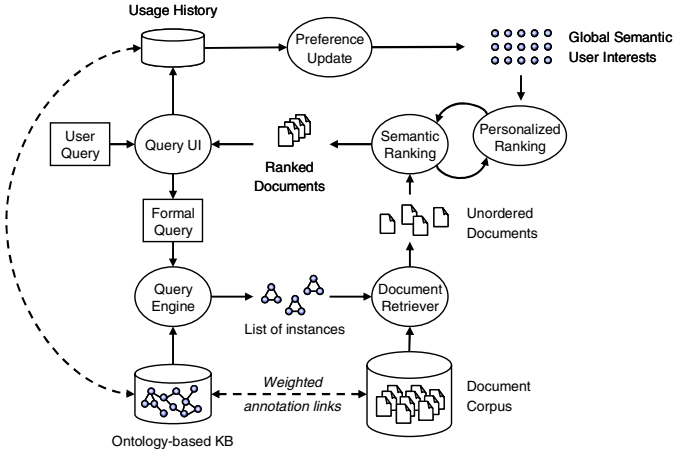 Usage History
Preference
Update
Global Semantic
User Interests
User
Query
Query UI
Ranked
Documents
Semantic
Ranking
Personalized
Ranking
Formal
Query
Unordered
Documents
Query
Engine
List of instances
Document
Retriever
Weighted
annotation links
Document
Corpus
Ontology-based KB